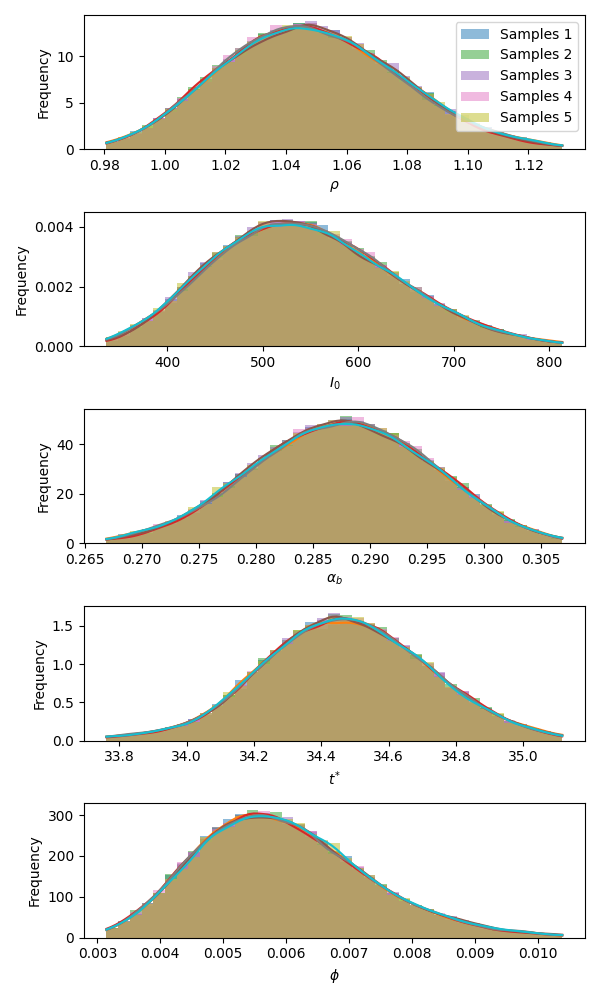 Frequency
10
5
0
0.98 1.00 1.02 1.04 1.06 1.08 1.10 1.12
ρ
Samples 1
Samples 2
Samples 3
Samples 4
Samples 5
Frequency
0.004
0.002
0.000
400 500 600 700 800
I₀
Frequency
40
20
0
0.265 0.270 0.275 0.280 0.285 0.290 0.295 0.300 0.305
α_b
Frequency
1.5
1.0
0.5
0.0
33.8 34.0 34.2 34.4 34.6 34.8 35.0
t*
Frequency
300
200
100
0
0.003 0.004 0.005 0.006 0.007 0.008 0.009 0.010
ϕ